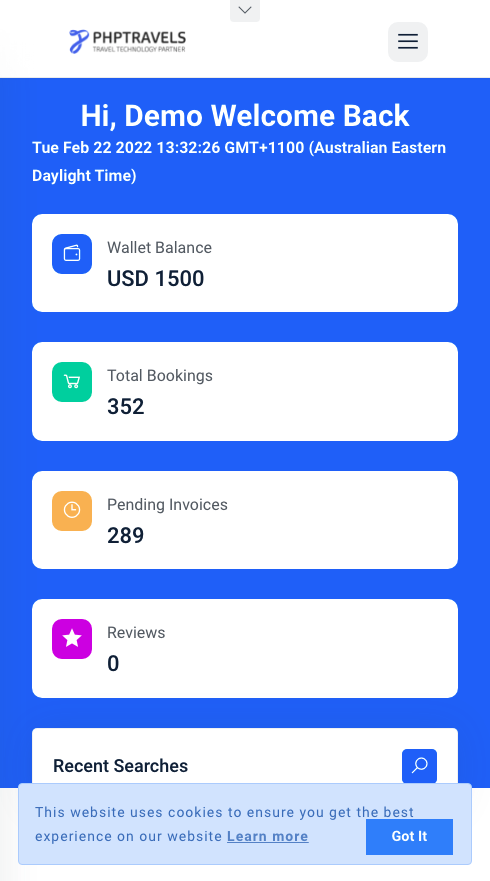 PHPTRAVELS
TRAVEL TECHNOLOGY PARTNER
Hi, Demo Welcome Back
Tue Feb 22 2022 13:32:26 GMT+1100 (Australian Eastern
Daylight Time)
Wallet Balance
USD 1500
Total Bookings
352
Pending Invoices
289
Reviews
0
Recent Searches
This website uses cookies to ensure you get the best
experience on our website Learn more
Got It